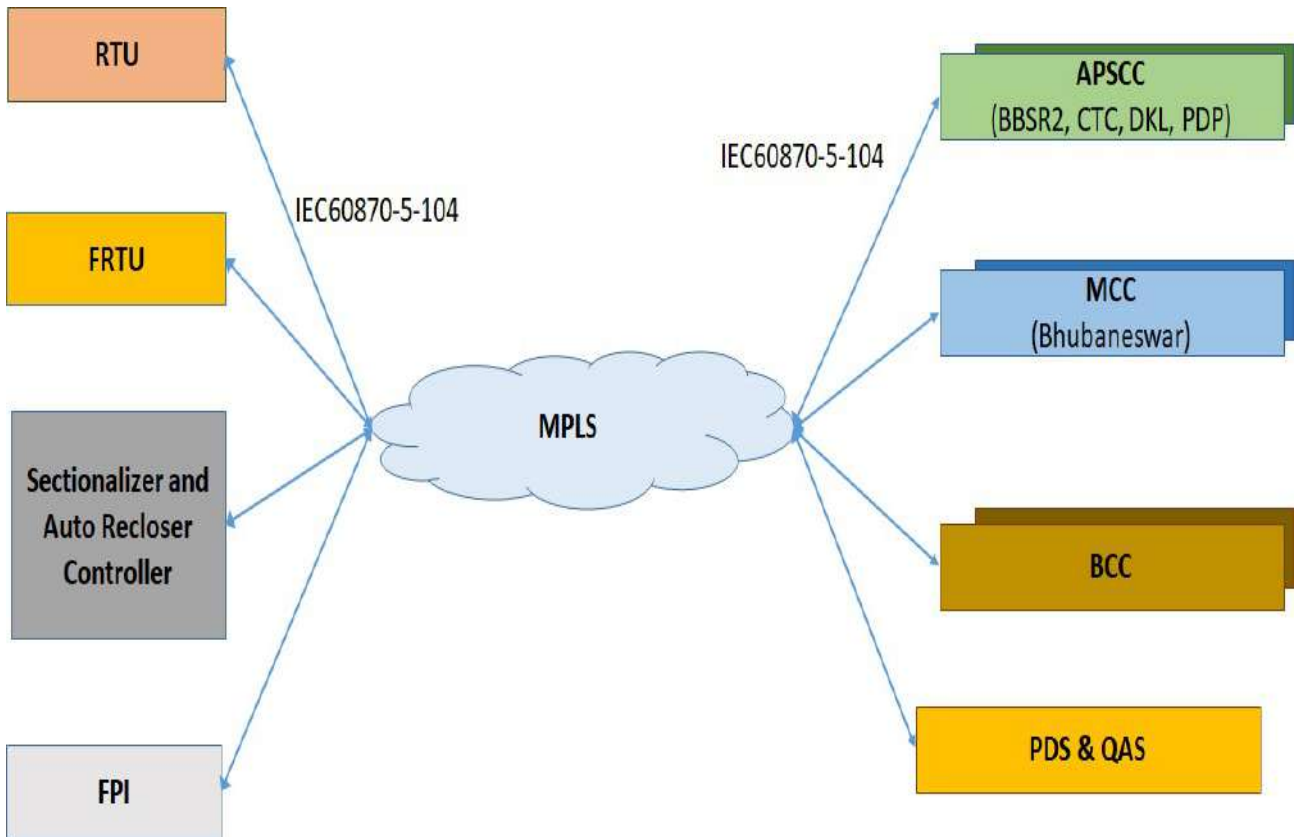 RTU
IEC60870-5-104
FRTU
Sectionalizer and
Auto Recloser
Controller
FPI
MPLS
IEC60870-5-104
APSCC
(BBSR2, CTC, DKL, PDP)
MCC
(Bhubaneswar)
BCC
PDS & QAS